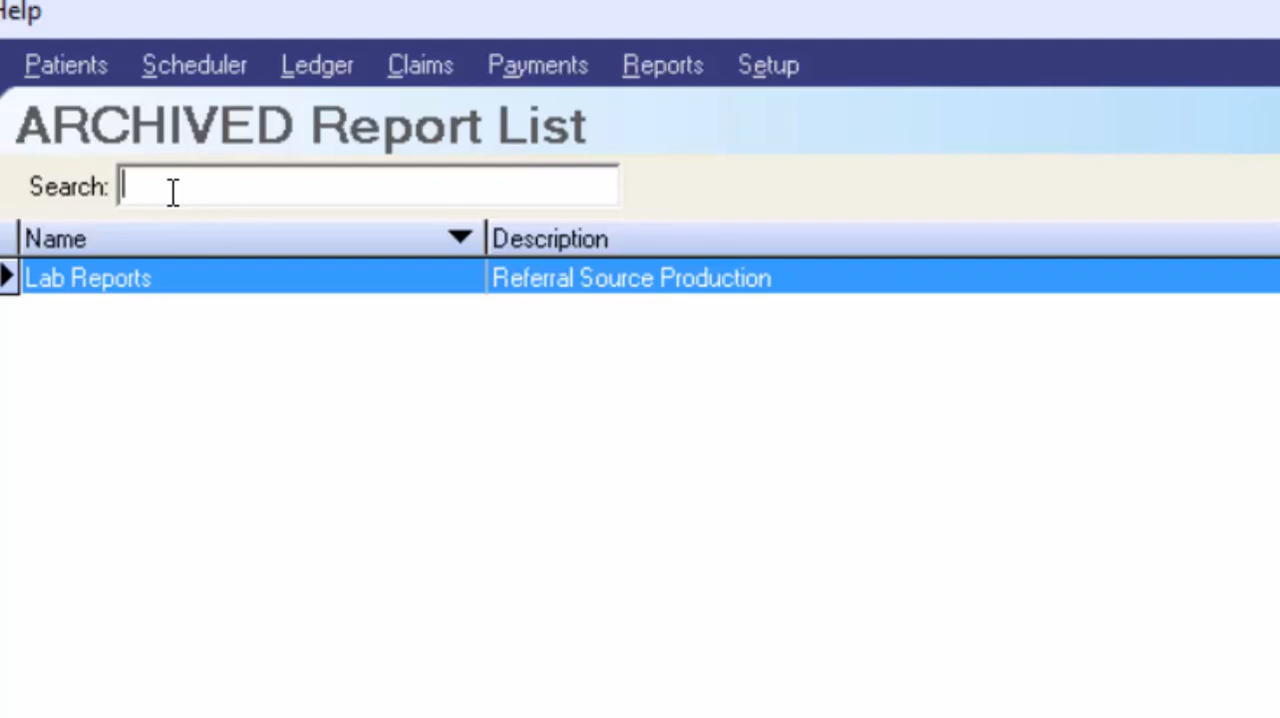 Help
Patients Scheduler Ledger Claims Payments Reports Setup
ARCHIVED Report List
Search:
Name Description
Lab Reports Referral Source Production